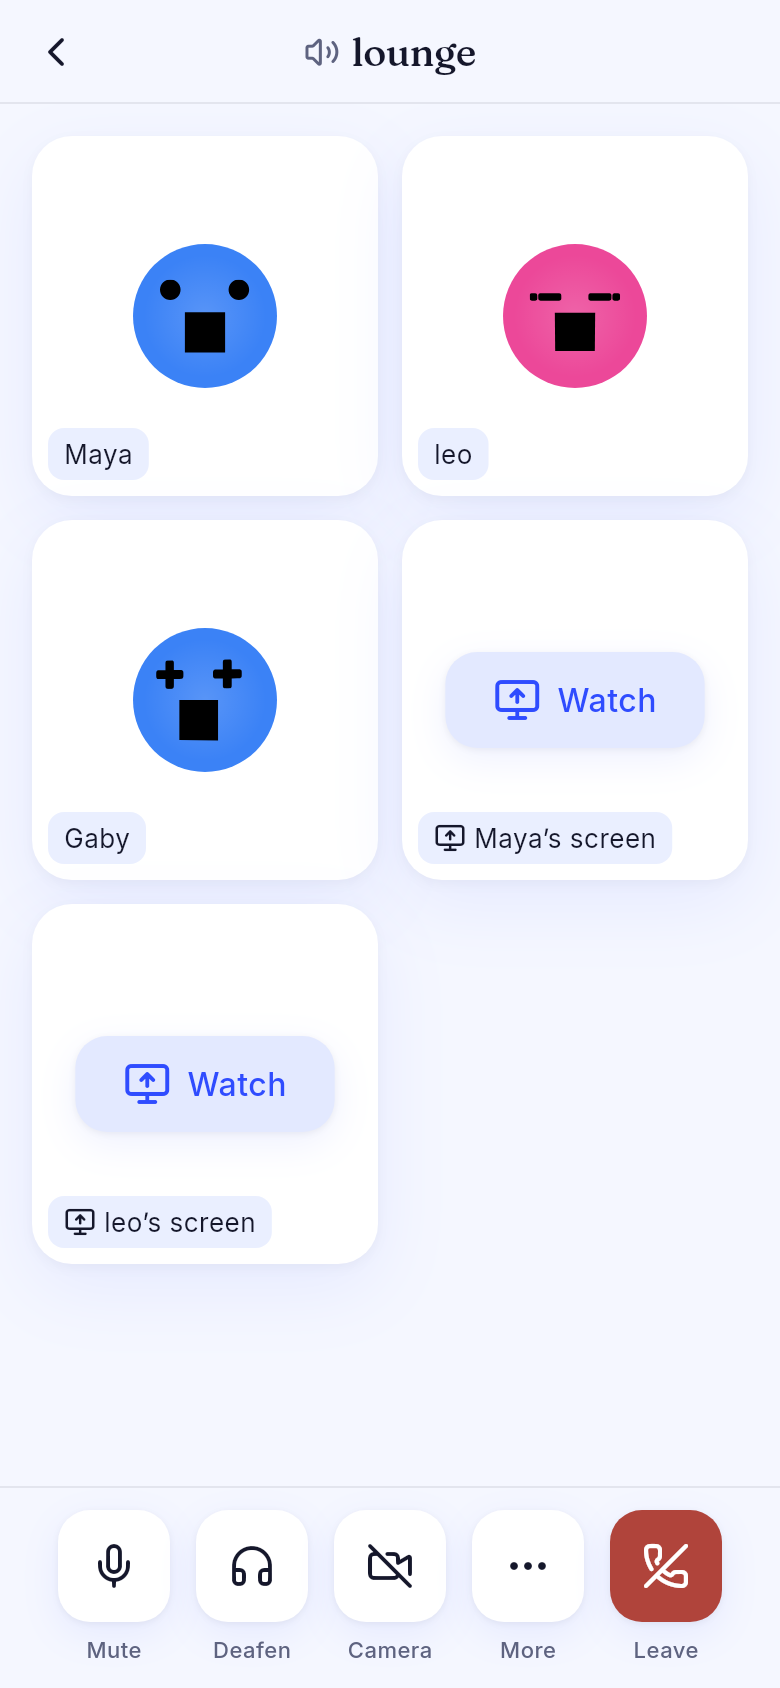 lounge
Maya
leo
Gaby
Watch
Maya’s screen
Watch
leo’s screen
Mute
Deafen
Camera
More
Leave